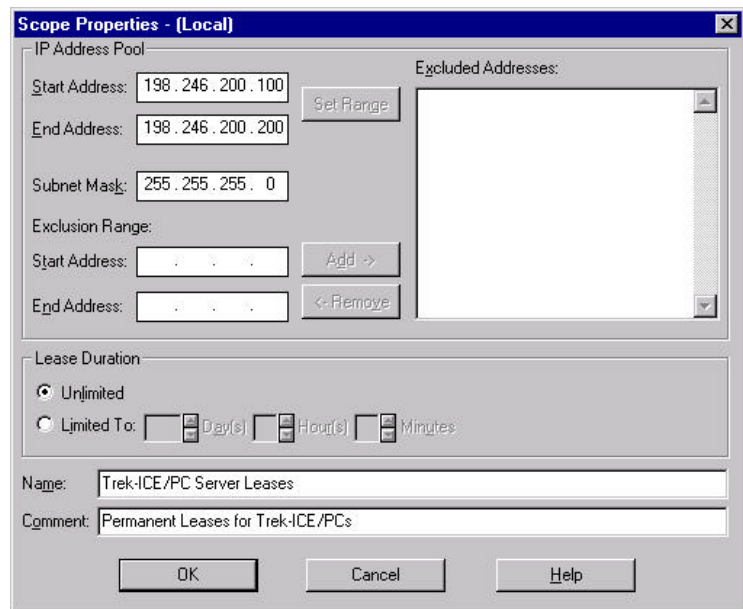 Scope Properties - (Local)
IP Address Pool
Start Address: 198 . 246 . 200 . 100
Set Range
End Address: 198 . 246 . 200 . 200
Subnet Mask: 255 . 255 . 255 . 0
Exclusion Range:
Start Address: . . .
Add ->
End Address: . . .
<- Remove
Excluded Addresses:
Lease Duration
Unlimited
Limited To: Day(s) Hour(s) Minutes
Name: Trek-ICE/PC Server Leases
Comment: Permanent Leases for Trek-ICE/PCs
OK Cancel Help